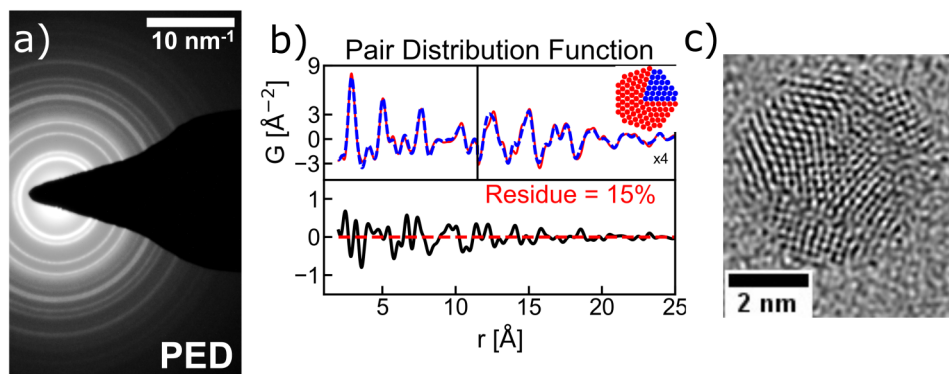 a)
10 nm⁻¹
PED
b)
Pair Distribution Function
G [Å⁻²]
9
3
0
−3
x4
Residue = 15%
1
0
−1
5
10
15
20
25
r [Å]
c)
2 nm